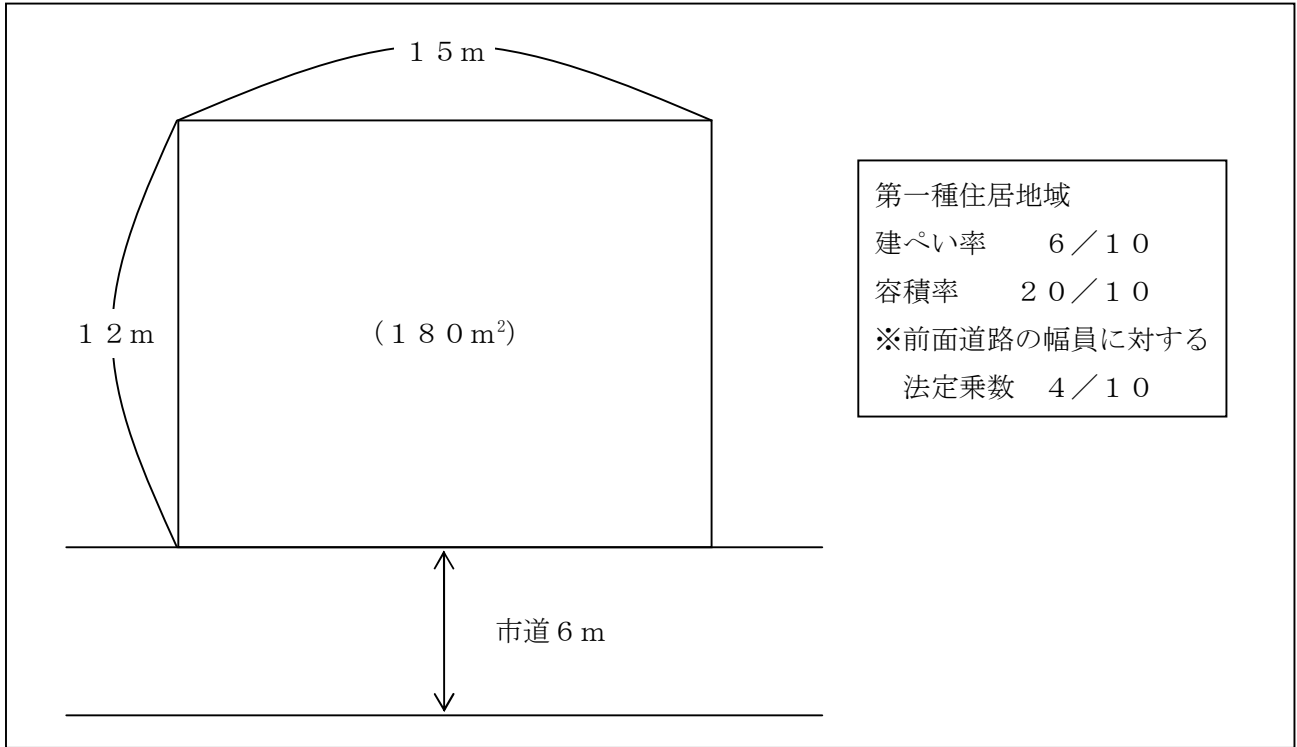 １５ｍ
第一種住居地域
建ぺい率　　６／１０
容積率　　２０／１０
１２ｍ
（１８０㎡）
※前面道路の幅員に対する
法定乗数　４／１０
市道６ｍ